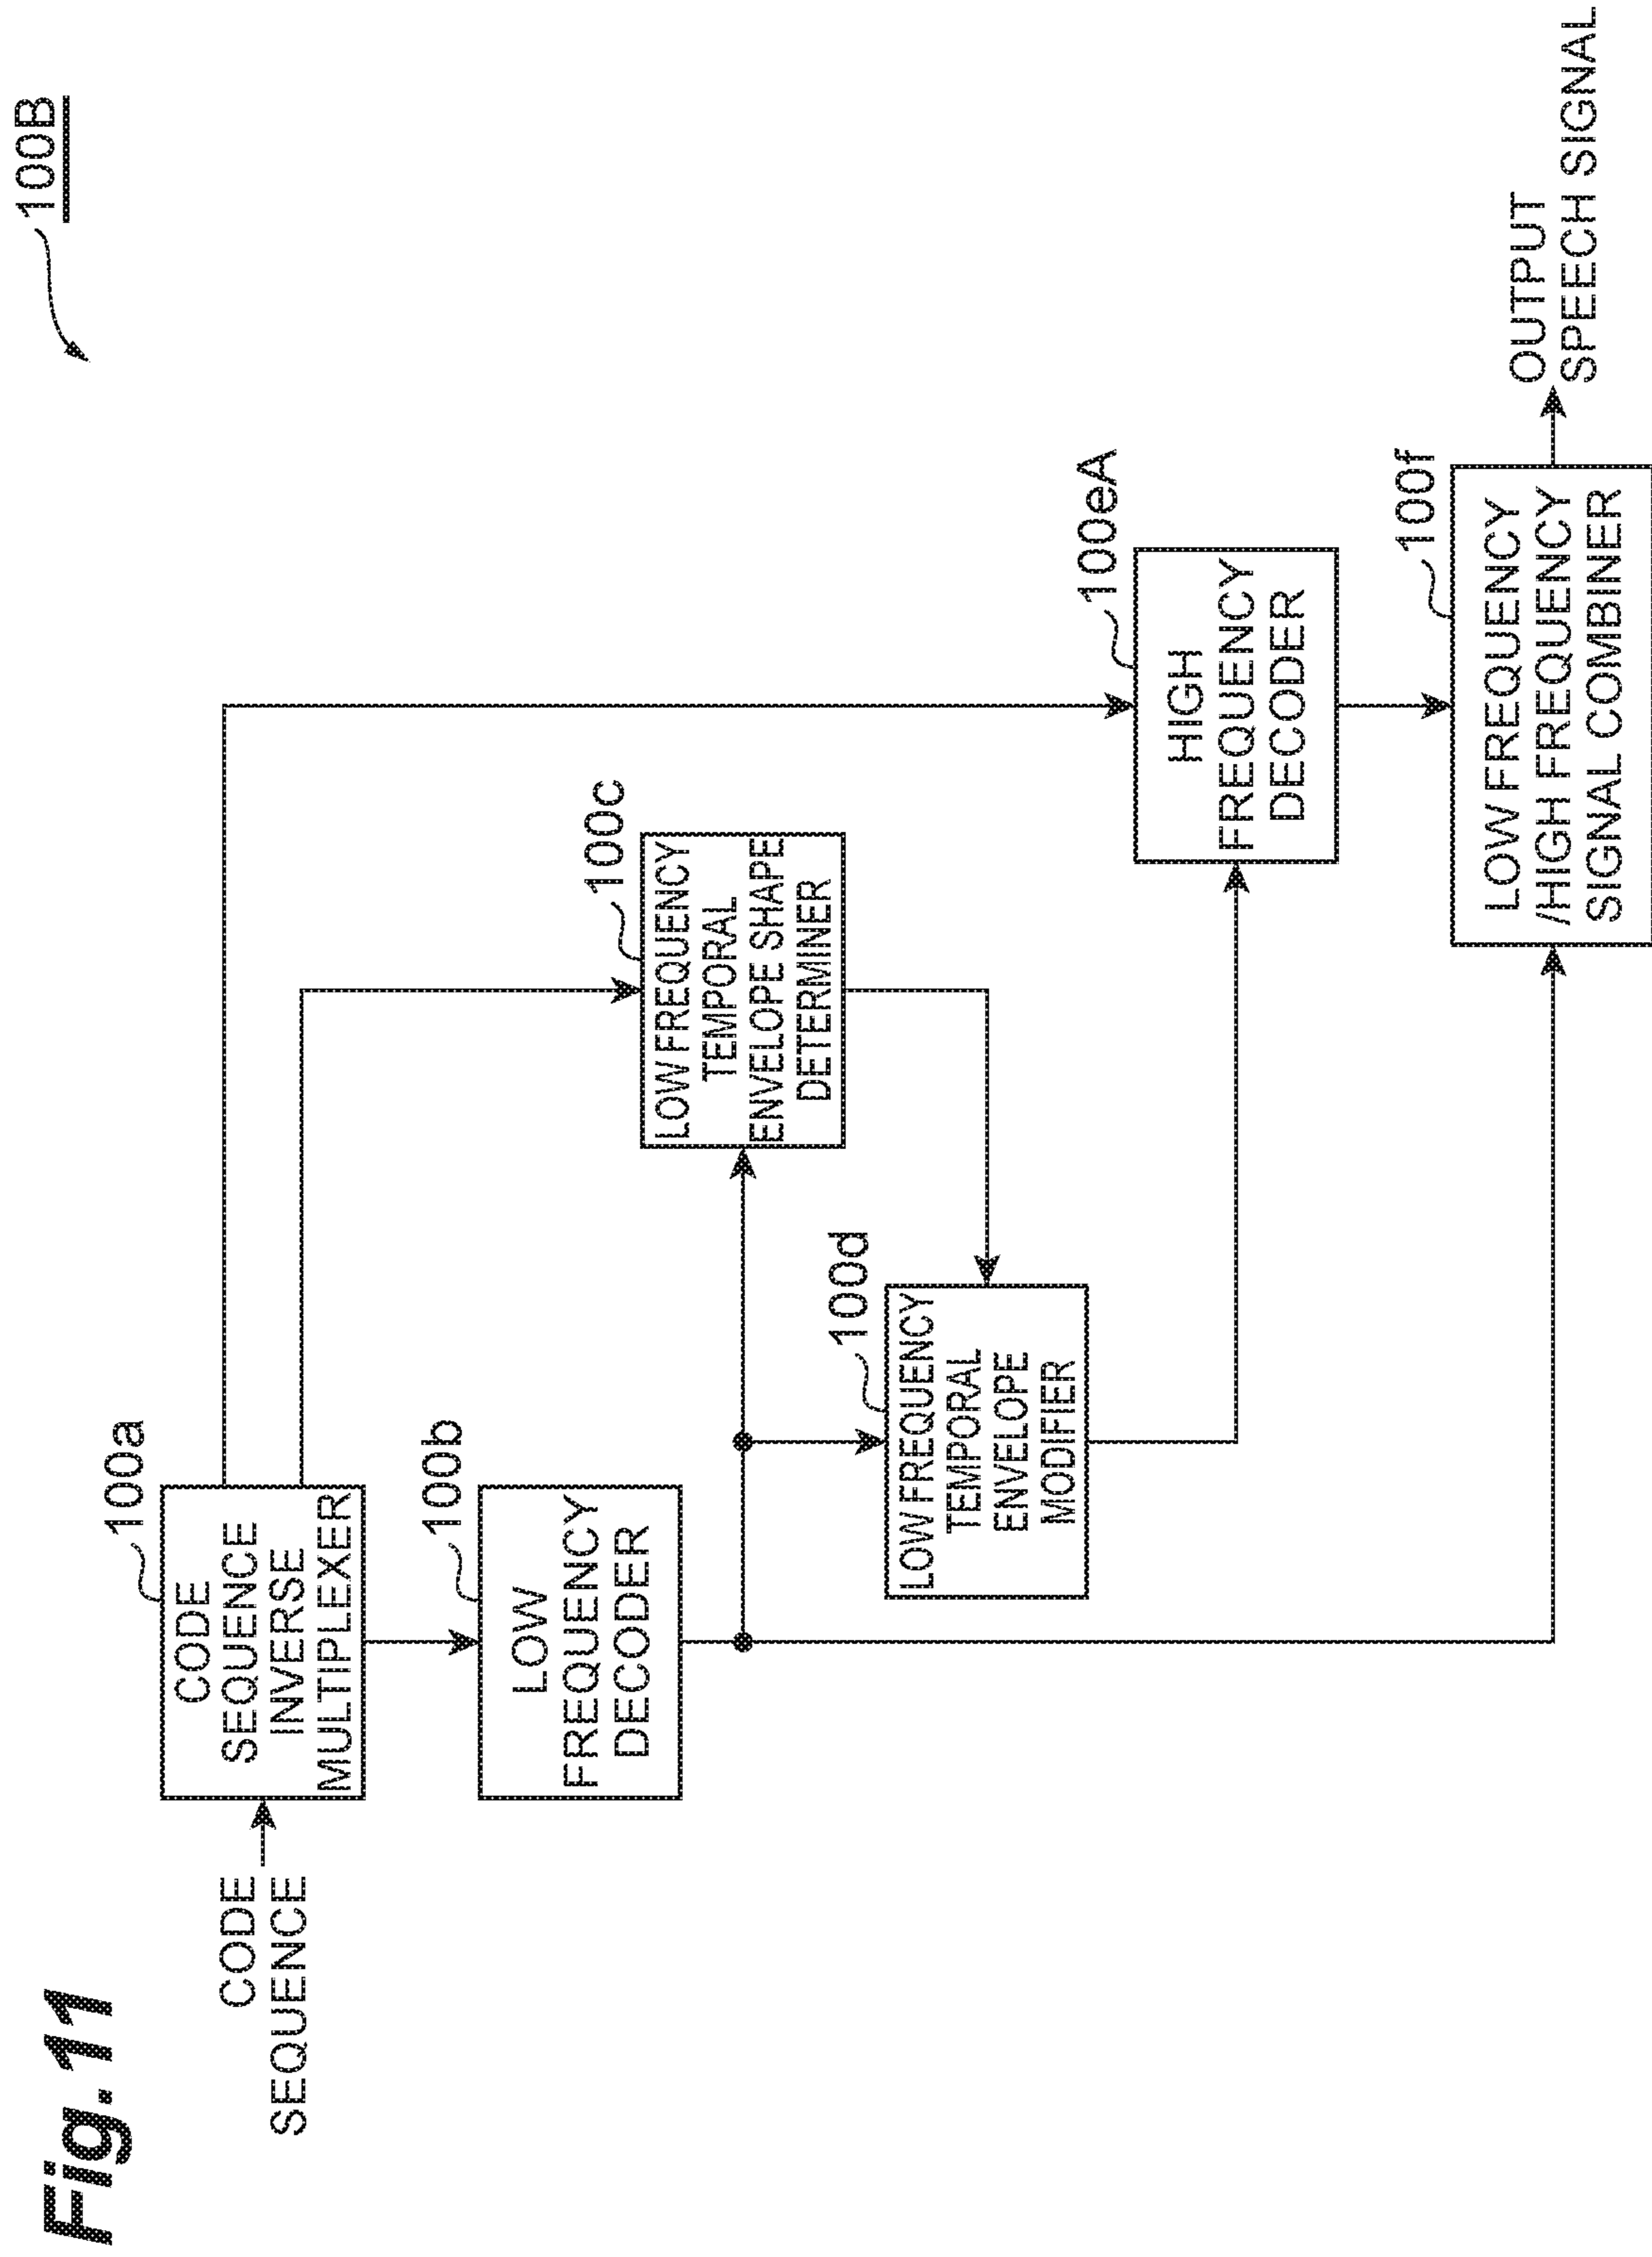 Fig.11
100B
CODE
SEQUENCE
100a
CODE
SEQUENCE
INVERSE
MULTIPLEXER
100b
LOW
FREQUENCY
DECODER
100c
LOW FREQUENCY
TEMPORAL
ENVELOPE SHAPE
DETERMINER
100d
LOW FREQUENCY
TEMPORAL
ENVELOPE
MODIFIER
100eA
HIGH
FREQUENCY
DECODER
100f
LOW FREQUENCY
/HIGH FREQUENCY
SIGNAL COMBINER
OUTPUT
SPEECH SIGNAL